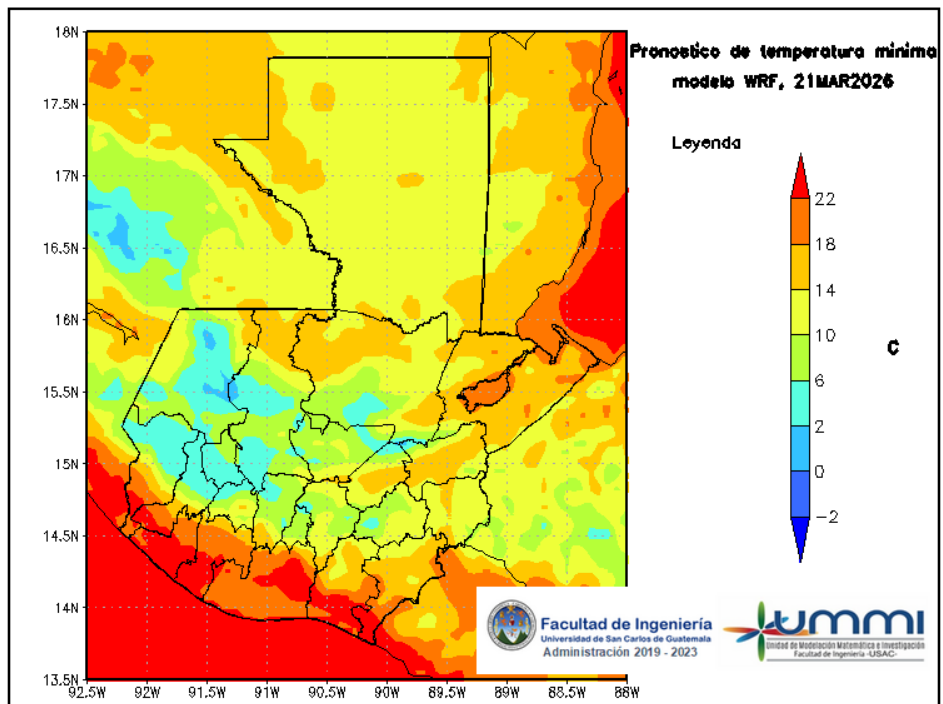 Pronostico de temperatura minima
modelo WRF, 21MAR2026
Leyenda
22
18
14
10
6
2
0
−2
C
18N
17.5N
17N
16.5N
16N
15.5N
15N
14.5N
14N
13.5N
92.5W 92W 91.5W 91W 90.5W 90W 89.5W 89W 88.5W 88W
Facultad de Ingeniería
Universidad de San Carlos de Guatemala
Administración 2019 - 2023
UMMI
Unidad de Modelación Matemática e Investigación
Facultad de Ingeniería -USAC-